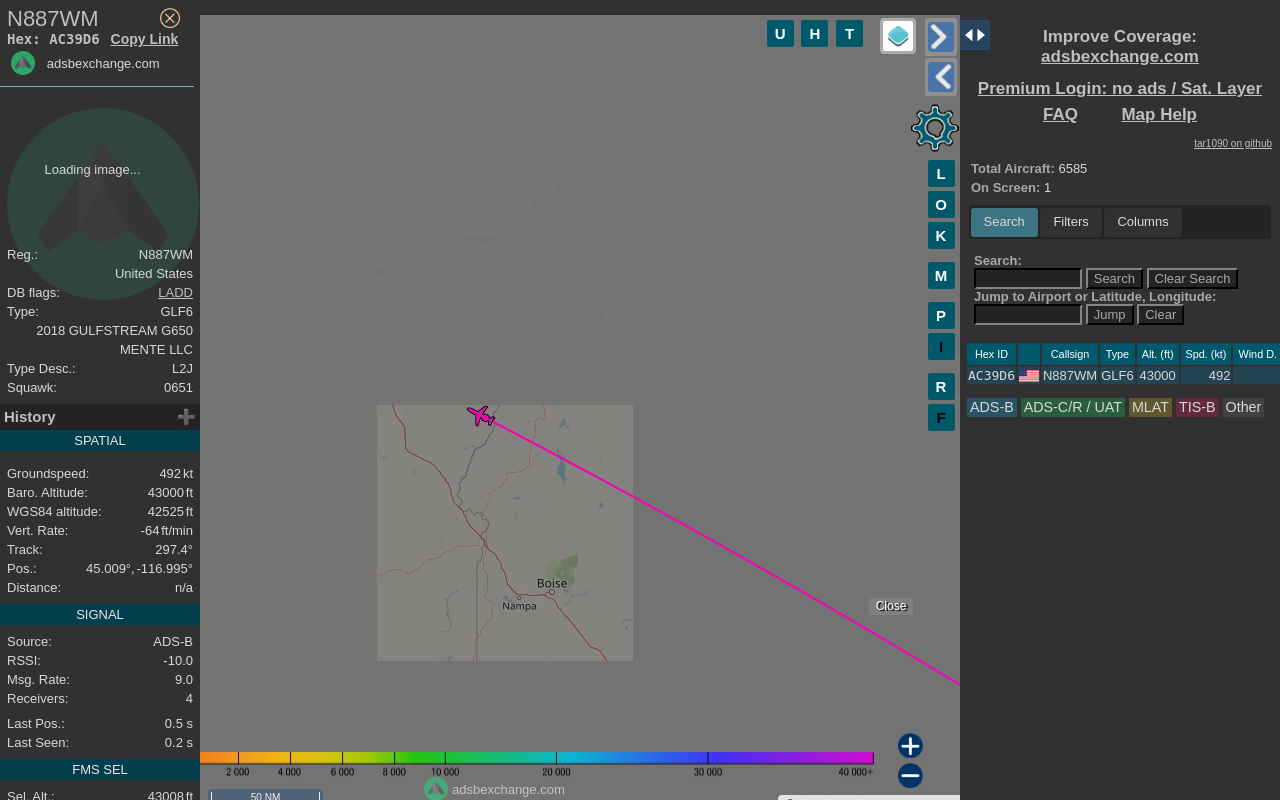 N887WM
Hex: AC39D6 Copy Link
adsbexchange.com
Loading image...
Reg.: N887WM
United States
DB flags: LADD
Type: GLF6
2018 GULFSTREAM G650
MENTE LLC
Type Desc.: L2J
Squawk: 0651
History
SPATIAL
Groundspeed: 492 kt
Baro. Altitude: 43000 ft
WGS84 altitude: 42525 ft
Vert. Rate: -64 ft/min
Track: 297.4°
Pos.: 45.009°, -116.995°
Distance: n/a
SIGNAL
Source: ADS-B
RSSI: -10.0
Msg. Rate: 9.0
Receivers: 4
Last Pos.: 0.5 s
Last Seen: 0.2 s
FMS SEL
Sel. Alt.: 43008 ft
U H T
L
O
K
M
P
I
R
F
Lewiston
Boise
Nampa
Close
2 000 4 000 6 000 8 000 10 000 20 000 30 000 40 000+
adsbexchange.com
50 NM
Improve Coverage:
adsbexchange.com
Premium Login: no ads / Sat. Layer
FAQ Map Help
tar1090 on github
Total Aircraft: 6585
On Screen: 1
Search Filters Columns
Search:
Search Clear Search
Jump to Airport or Latitude, Longitude:
Jump Clear
Hex ID Callsign Type Alt. (ft) Spd. (kt) Wind D.
AC39D6 N887WM GLF6 43000 492
ADS-B ADS-C/R / UAT MLAT TIS-B Other